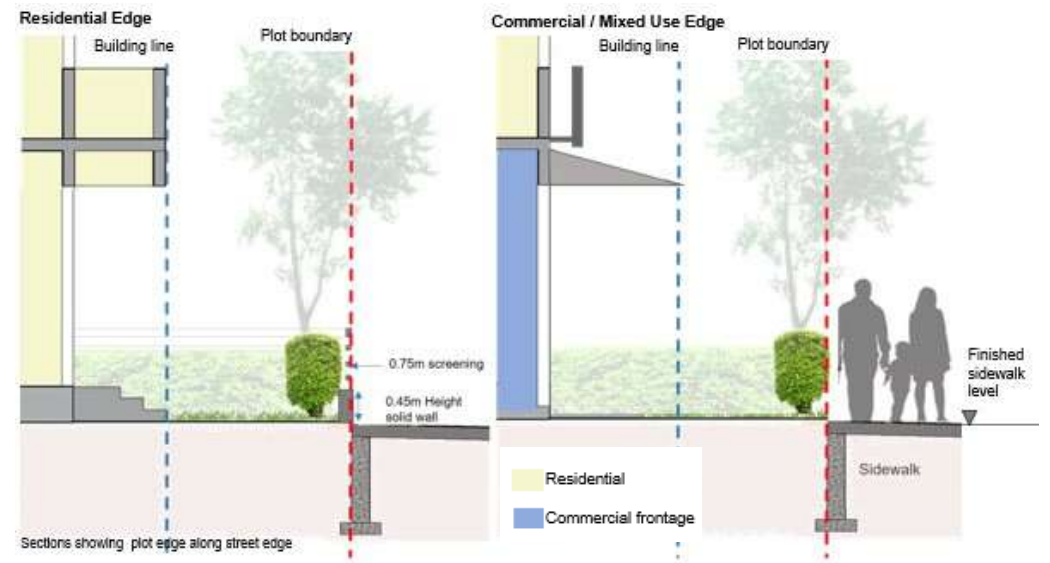 Residential Edge
Building line
Plot boundary
0.75m screening
0.45m Height
solid wall
Sections showing plot edge along street edge
Commercial / Mixed Use Edge
Building line
Plot boundary
Finished
sidewalk
level
Sidewalk
Residential
Commercial frontage